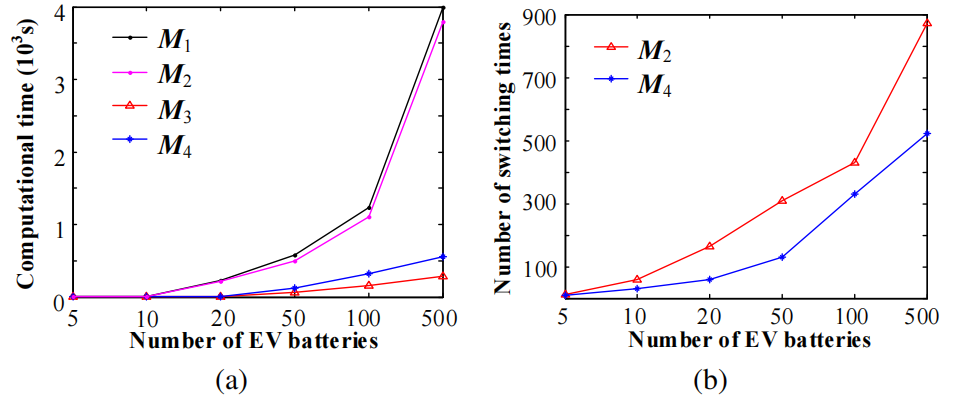 Computational time (10³s)
4
3
2
1
0
M₁
M₂
M₃
M₄
5 10 20 50 100 500
Number of EV batteries
(a)
Number of switching times
900
700
500
300
100
M₂
M₄
5 10 20 50 100 500
Number of EV batteries
(b)